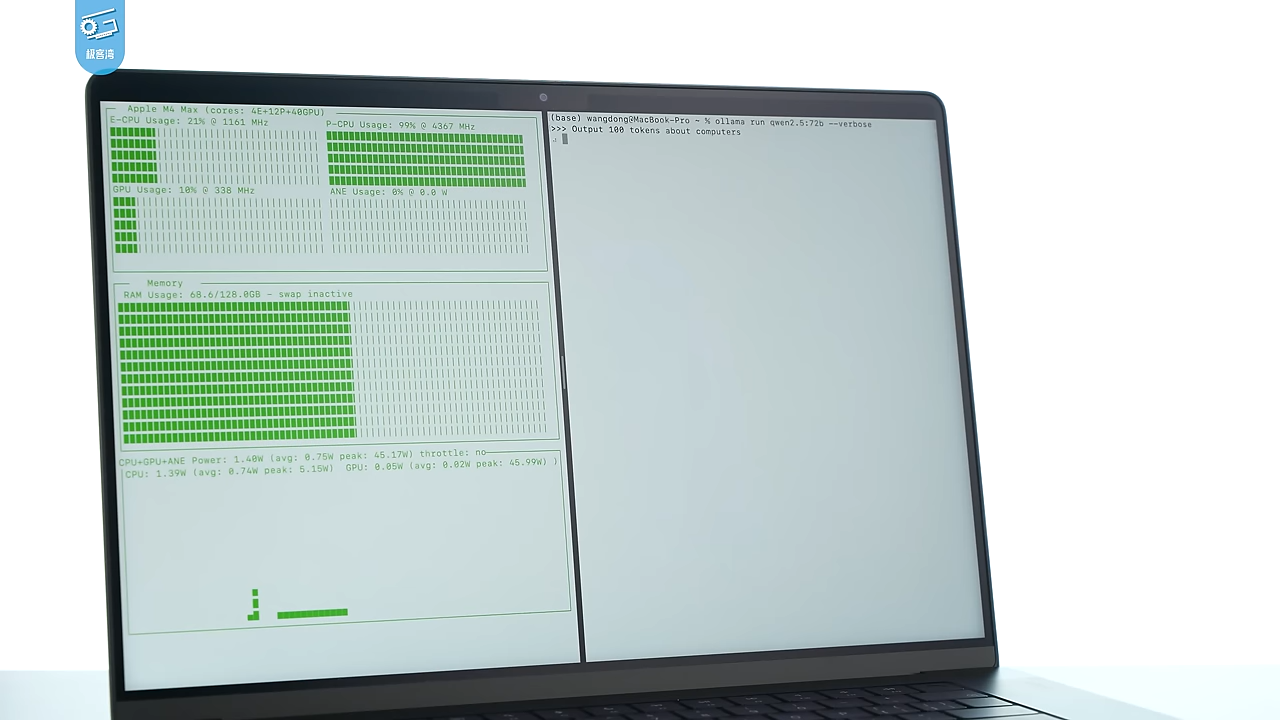 极客湾
Apple M4 Max (cores: 4E+12P+40GPU)
E-CPU Usage: 21% @ 1161 MHz
P-CPU Usage: 99% @ 4367 MHz
GPU Usage: 10% @ 338 MHz
ANE Usage: 0% @ 0.0 W
Memory
RAM Usage: 68.6/128.0GB - swap inactive
CPU+GPU+ANE Power: 1.40W (avg: 0.75W peak: 45.17W) throttle: no
CPU: 1.39W (avg: 0.74W peak: 5.15W) GPU: 0.05W (avg: 0.02W peak: 45.99W) )
(base) wangdong@MacBook-Pro ~ % ollama run qwen2.5:72b --verbose
>>> Output 100 tokens about computers